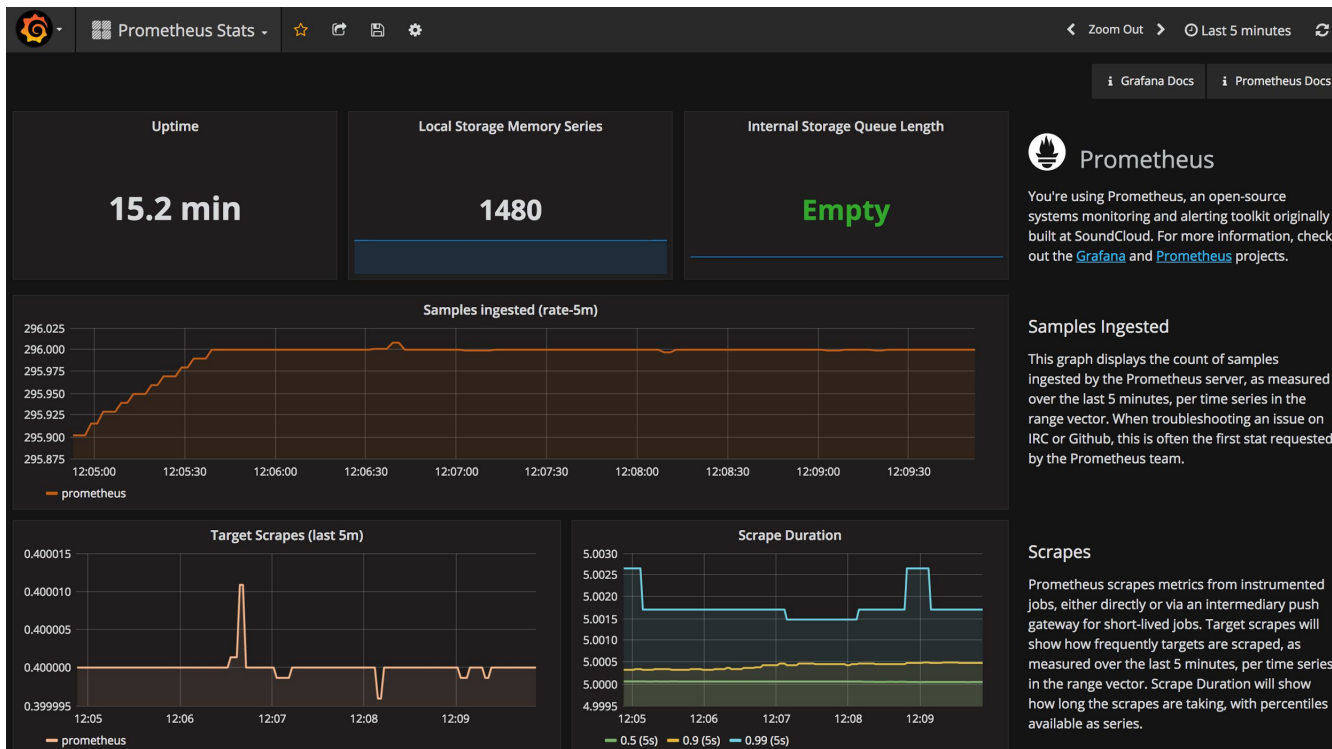 Prometheus Stats
Zoom Out
Last 5 minutes
i Grafana Docs
i Prometheus Docs
Uptime
15.2 min
Local Storage Memory Series
1480
Internal Storage Queue Length
Empty
Prometheus
You're using Prometheus, an open-source
systems monitoring and alerting toolkit originally
built at SoundCloud. For more information, check
out the Grafana and Prometheus projects.
Samples ingested (rate-5m)
296.025
296.000
295.975
295.950
295.925
295.900
295.875
12:05:00 12:05:30 12:06:00 12:06:30 12:07:00 12:07:30 12:08:00 12:08:30 12:09:00 12:09:30
prometheus
Samples Ingested
This graph displays the count of samples
ingested by the Prometheus server, as measured
over the last 5 minutes, per time series in the
range vector. When troubleshooting an issue on
IRC or Github, this is often the first stat requested
by the Prometheus team.
Target Scrapes (last 5m)
0.400015
0.400010
0.400005
0.400000
0.399995
12:05 12:06 12:07 12:08 12:09
prometheus
Scrape Duration
5.0030
5.0025
5.0020
5.0015
5.0010
5.0005
5.0000
4.9995
12:05 12:06 12:07 12:08 12:09
0.5 (5s) 0.9 (5s) 0.99 (5s)
Scrapes
Prometheus scrapes metrics from instrumented
jobs, either directly or via an intermediary push
gateway for short-lived jobs. Target scrapes will
show how frequently targets are scraped, as
measured over the last 5 minutes, per time series
in the range vector. Scrape Duration will show
how long the scrapes are taking, with percentiles
available as series.